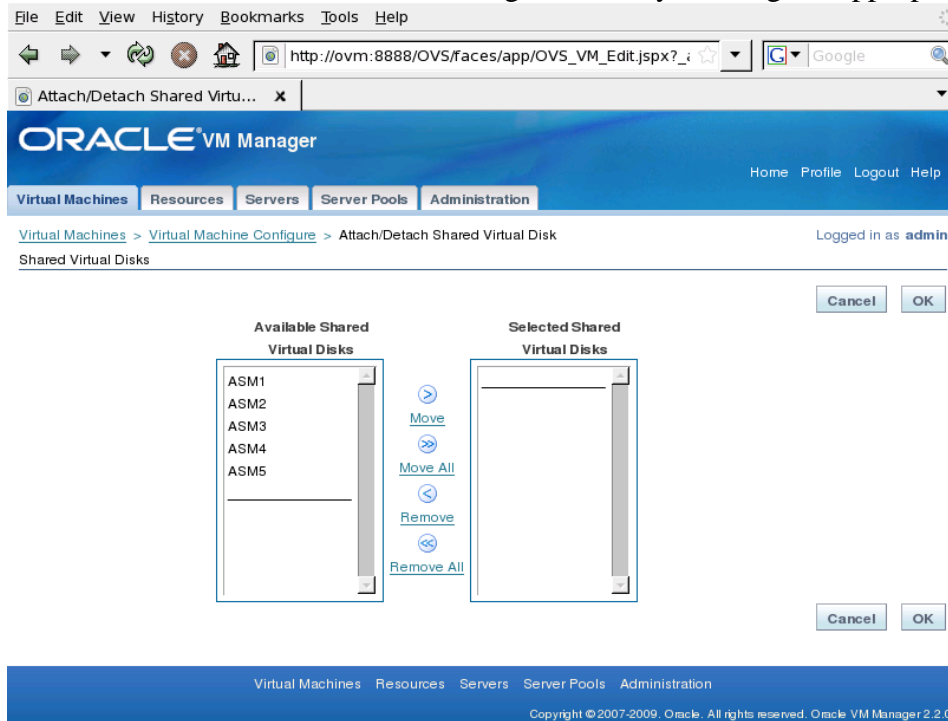 File Edit View History Bookmarks Tools Help
http://ovm:8888/OVS/faces/app/OVS_VM_Edit.jspx?_a
G Google
Attach/Detach Shared Virtu... X
ORACLE VM Manager
Home Profile Logout Help
Virtual Machines Resources Servers Server Pools Administration
Virtual Machines > Virtual Machine Configure > Attach/Detach Shared Virtual Disk Logged in as admin
Shared Virtual Disks
Cancel OK
Available Shared Selected Shared
Virtual Disks Virtual Disks
ASM1
ASM2
ASM3
ASM4
ASM5
Move
Move All
Remove
Remove All
Cancel OK
Virtual Machines Resources Servers Server Pools Administration
Copyright © 2007-2009. Oracle. All rights reserved. Oracle VM Manager 2.2.0